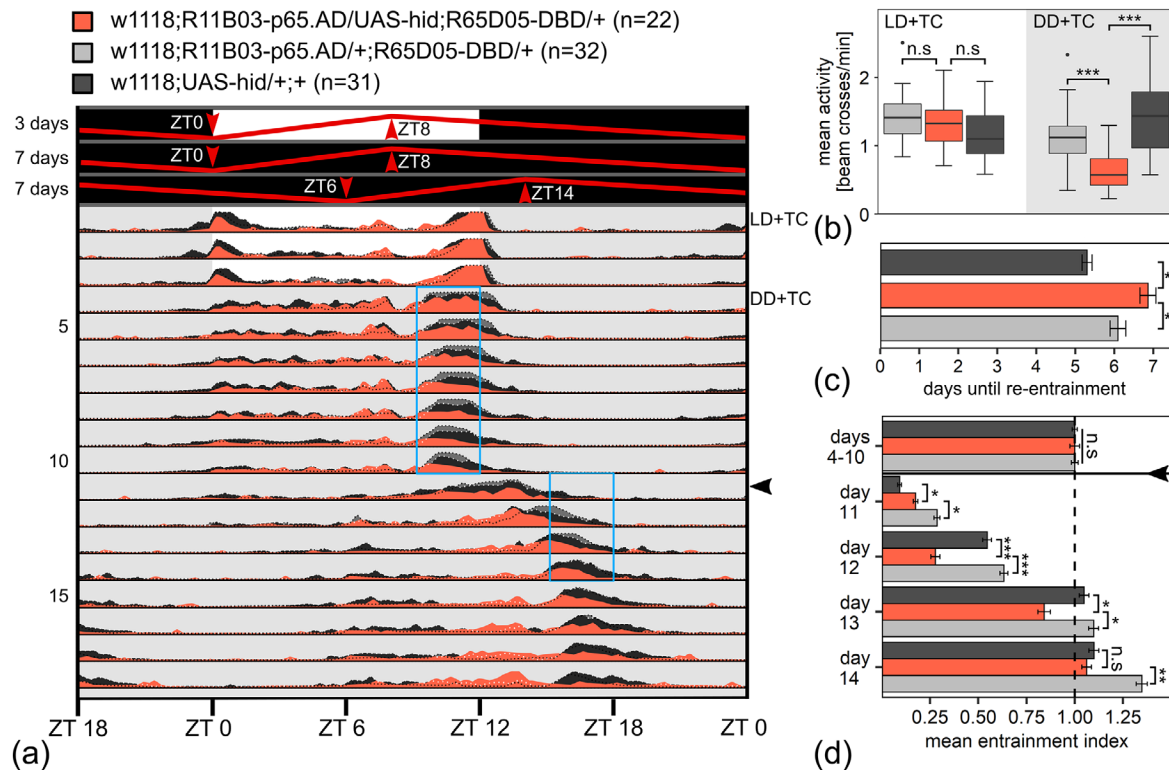 w1118;R11B03-p65.AD/UAS-hid;R65D05-DBD/+ (n=22)
w1118;R11B03-p65.AD/+;R65D05-DBD/+ (n=32)
w1118;UAS-hid/+;+ (n=31)
3 days
ZT0
ZT8
7 days
ZT0
ZT8
7 days
ZT6
ZT14
LD+TC
DD+TC
5
10
15
ZT 18
ZT 0
ZT 6
ZT 12
ZT 18
ZT 0
(a)
LD+TC
DD+TC
n.s
n.s
***
***
mean activity
[beam crosses/min]
2
1
0
(b)
*
*
0
1
2
3
4
5
6
7
days until re-entrainment
(c)
days
4-10
n.s
day
11
*
*
day
12
***
***
day
13
*
*
day
14
n.s
**
0.25
0.75
1.00
1.25
mean entrainment index
(d)